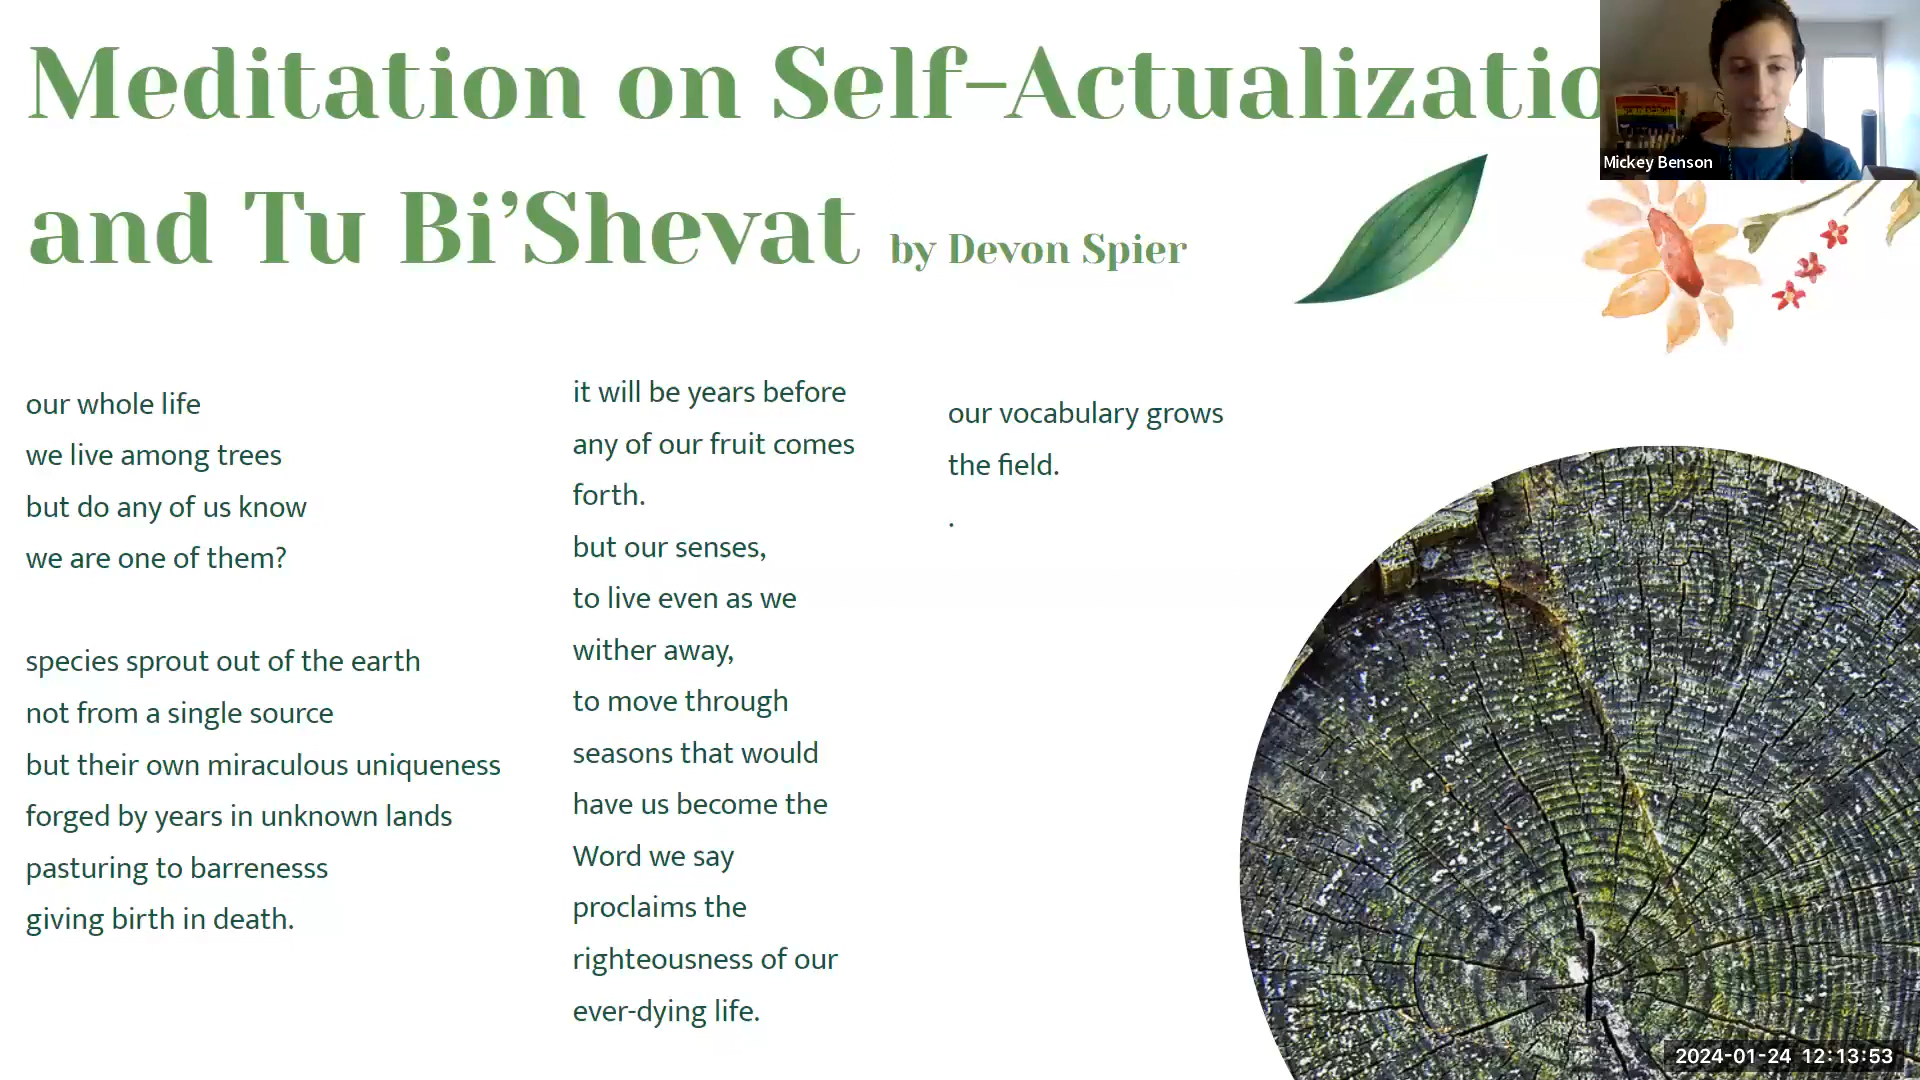 Meditation on Self-Actualizatio
and Tu Bi’Shevat by Devon Spier
Mickey Benson
our whole life
we live among trees
but do any of us know
we are one of them?
species sprout out of the earth
not from a single source
but their own miraculous uniqueness
forged by years in unknown lands
pasturing to barrenesss
giving birth in death.
it will be years before
any of our fruit comes
forth.
but our senses,
to live even as we
wither away,
to move through
seasons that would
have us become the
Word we say
proclaims the
righteousness of our
ever-dying life.
our vocabulary grows
the field.
.
2024-01-24 12:13:53